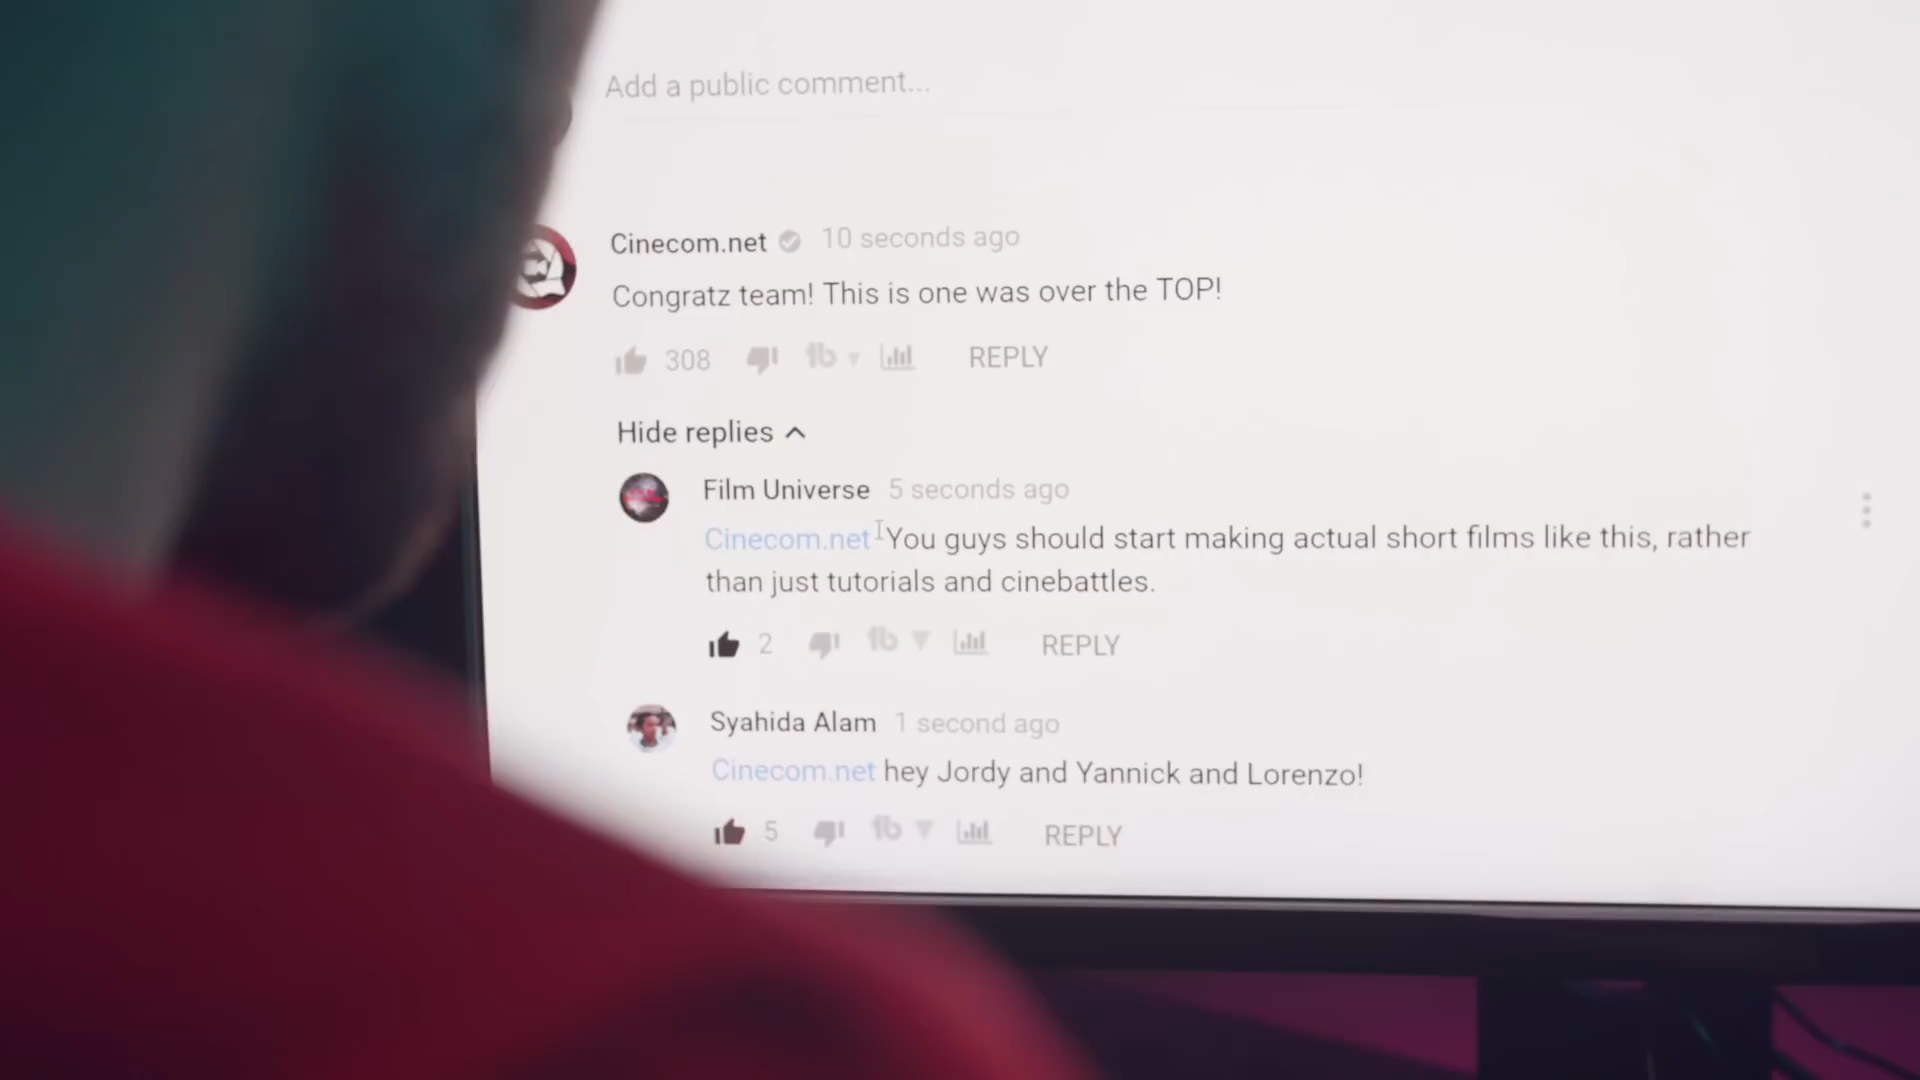 Add a public comment...
Cinecom.net 10 seconds ago
Congratz team! This is one was over the TOP!
308 REPLY
Hide replies
Film Universe 5 seconds ago
Cinecom.net You guys should start making actual short films like this, rather
than just tutorials and cinebattles.
2 tb REPLY
Syahida Alam 1 second ago
Cinecom.net hey Jordy and Yannick and Lorenzo!
5 tb REPLY